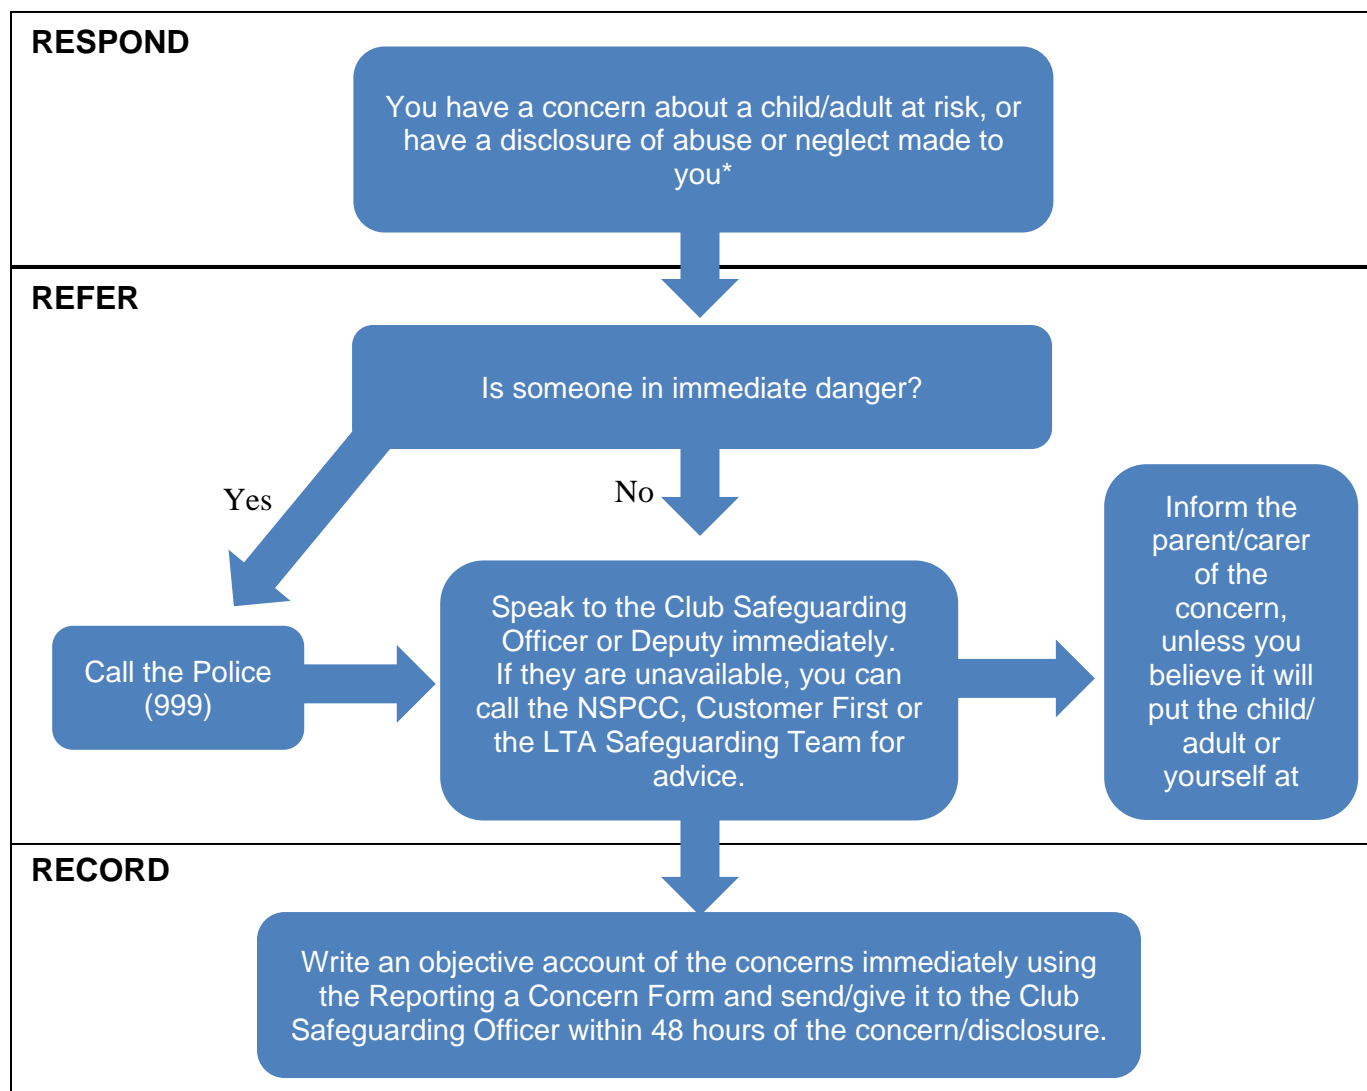 RESPOND
You have a concern about a child/adult at risk, or
have a disclosure of abuse or neglect made to
you*
REFER
Is someone in immediate danger?
Yes
No
Call the Police
(999)
Speak to the Club Safeguarding
Officer or Deputy immediately.
If they are unavailable, you can
call the NSPCC, Customer First or
the LTA Safeguarding Team for
advice.
Inform the
parent/carer
of the
concern,
unless you
believe it will
put the child/
adult or
yourself at
RECORD
Write an objective account of the concerns immediately using
the Reporting a Concern Form and send/give it to the Club
Safeguarding Officer within 48 hours of the concern/disclosure.